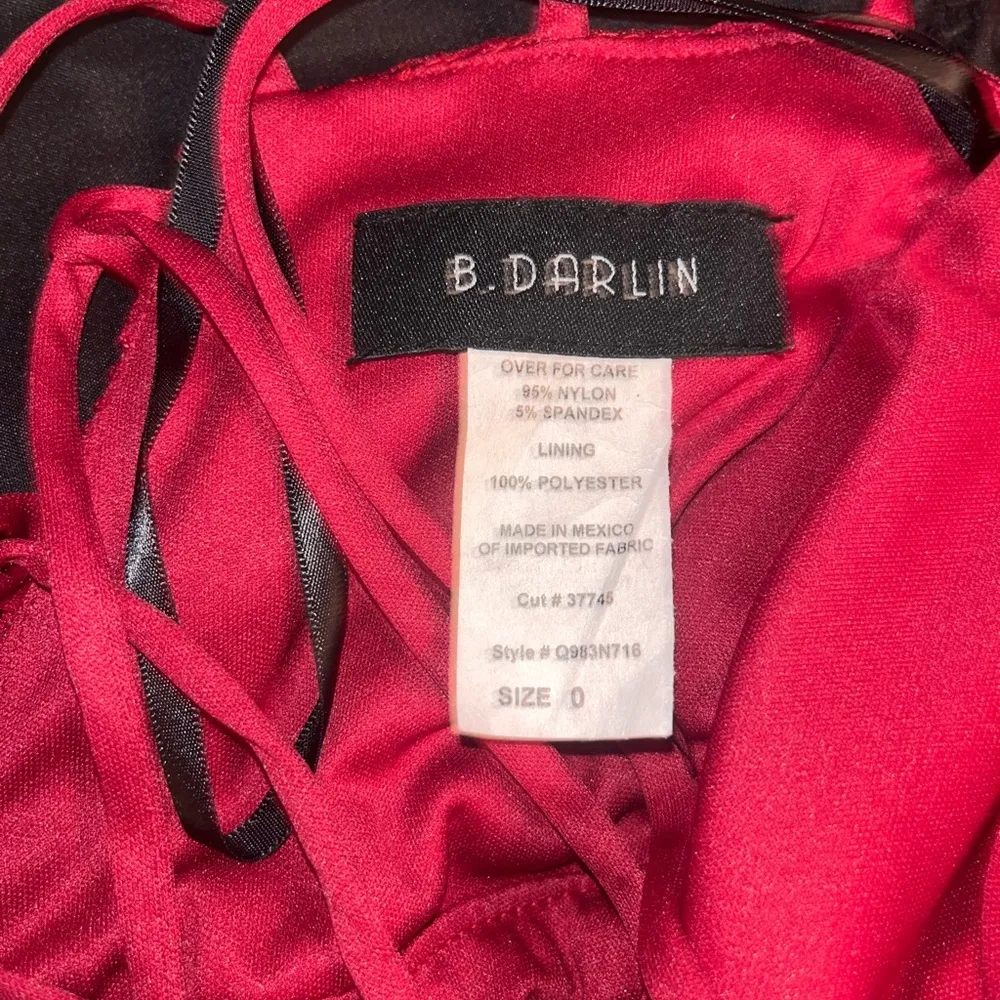 B. DARLIN
OVER FOR CARE
95% NYLON
5% SPANDEX
LINING
100% POLYESTER
MADE IN MEXICO
OF IMPORTED FABRIC
Cut # 37745
Style # Q983N716
SIZE 0